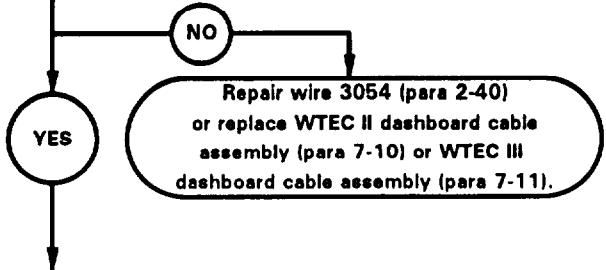 NO
Repair wire 3054 (para 2-40)
or replace WTEC II dashboard cable
assembly (para 7-10) or WTEC III
dashboard cable assembly (para 7-11).
YES